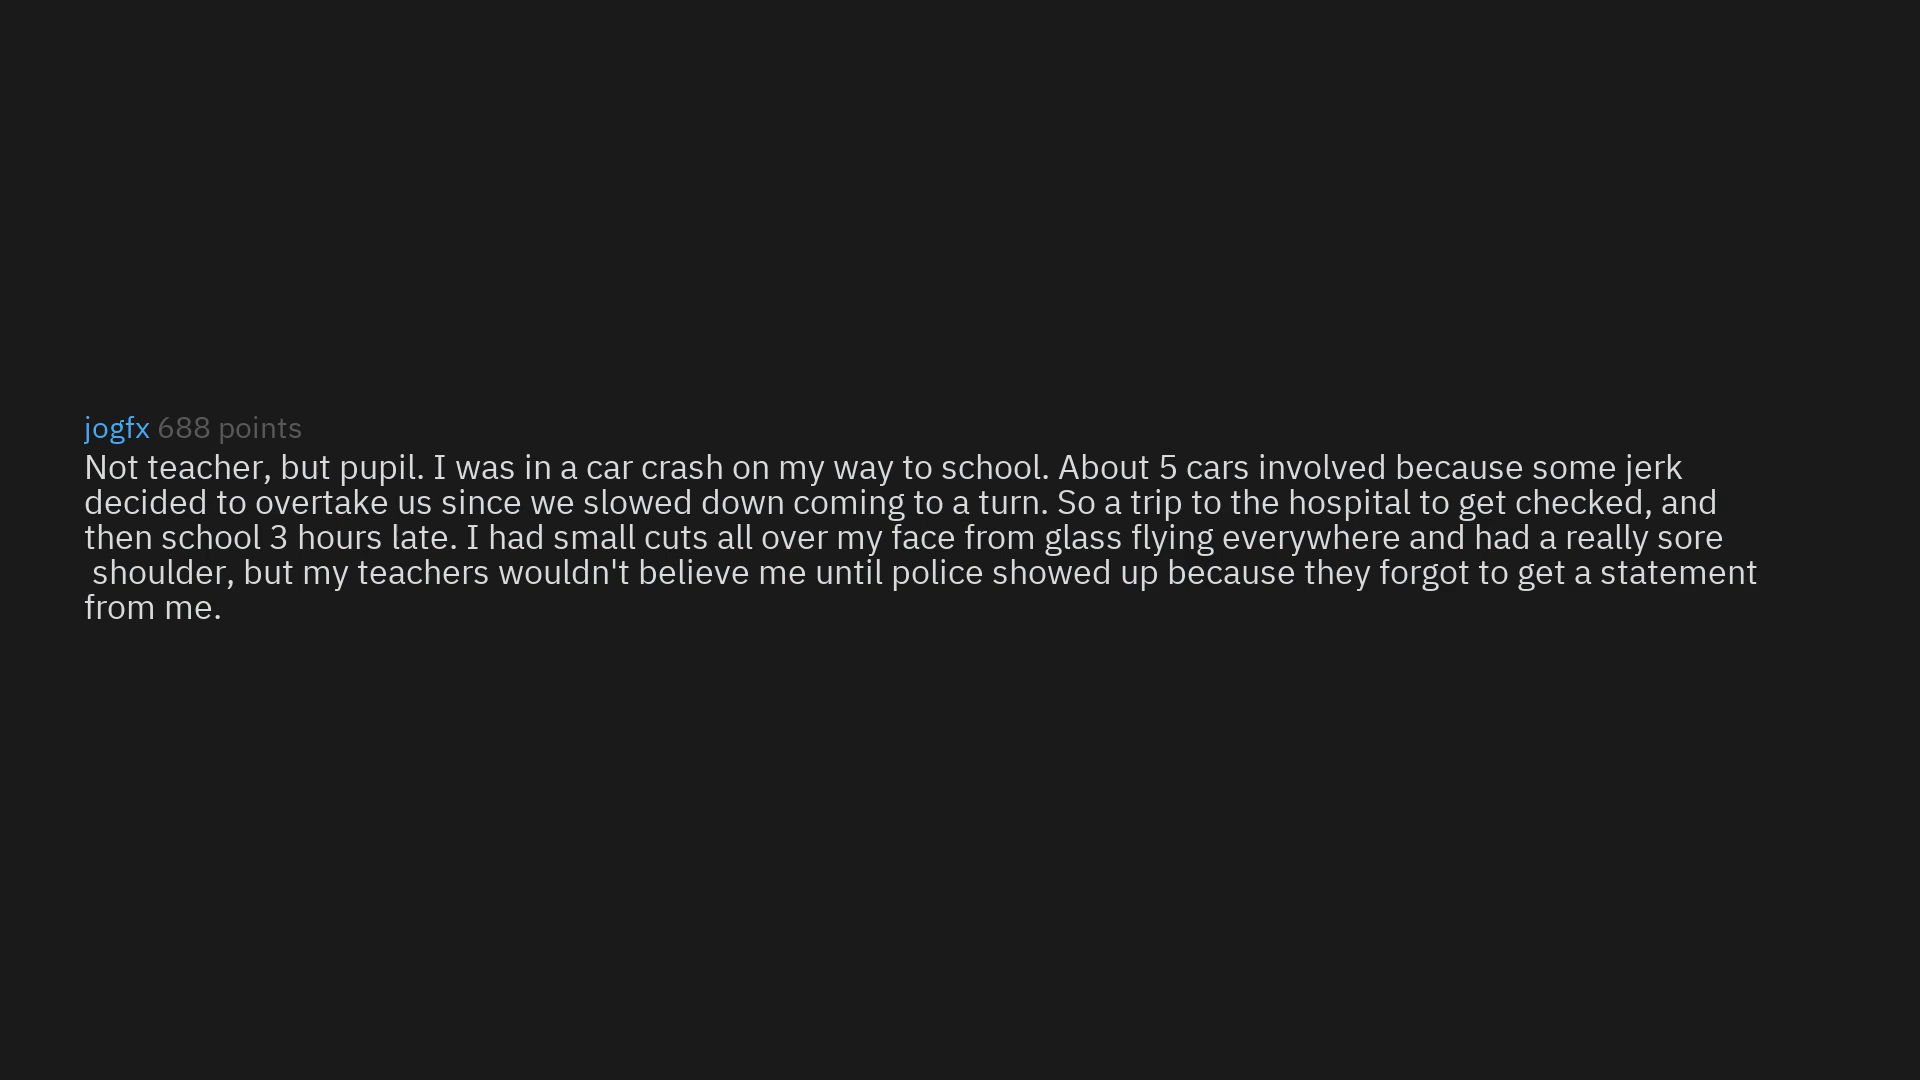 jogfx 688 points
Not teacher, but pupil. I was in a car crash on my way to school. About 5 cars involved because some jerk
decided to overtake us since we slowed down coming to a turn. So a trip to the hospital to get checked, and
then school 3 hours late. I had small cuts all over my face from glass flying everywhere and had a really sore
shoulder, but my teachers wouldn't believe me until police showed up because they forgot to get a statement
from me.